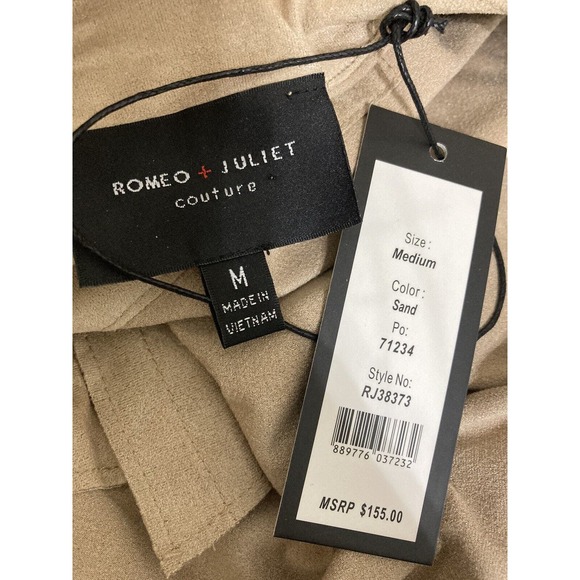 ROMEO + JULIET
couture
M
MADE IN
VIETNAM
Size :
Medium
Color :
Sand
Po:
71234
Style No:
RJ38373
889776 037232
MSRP $155.00